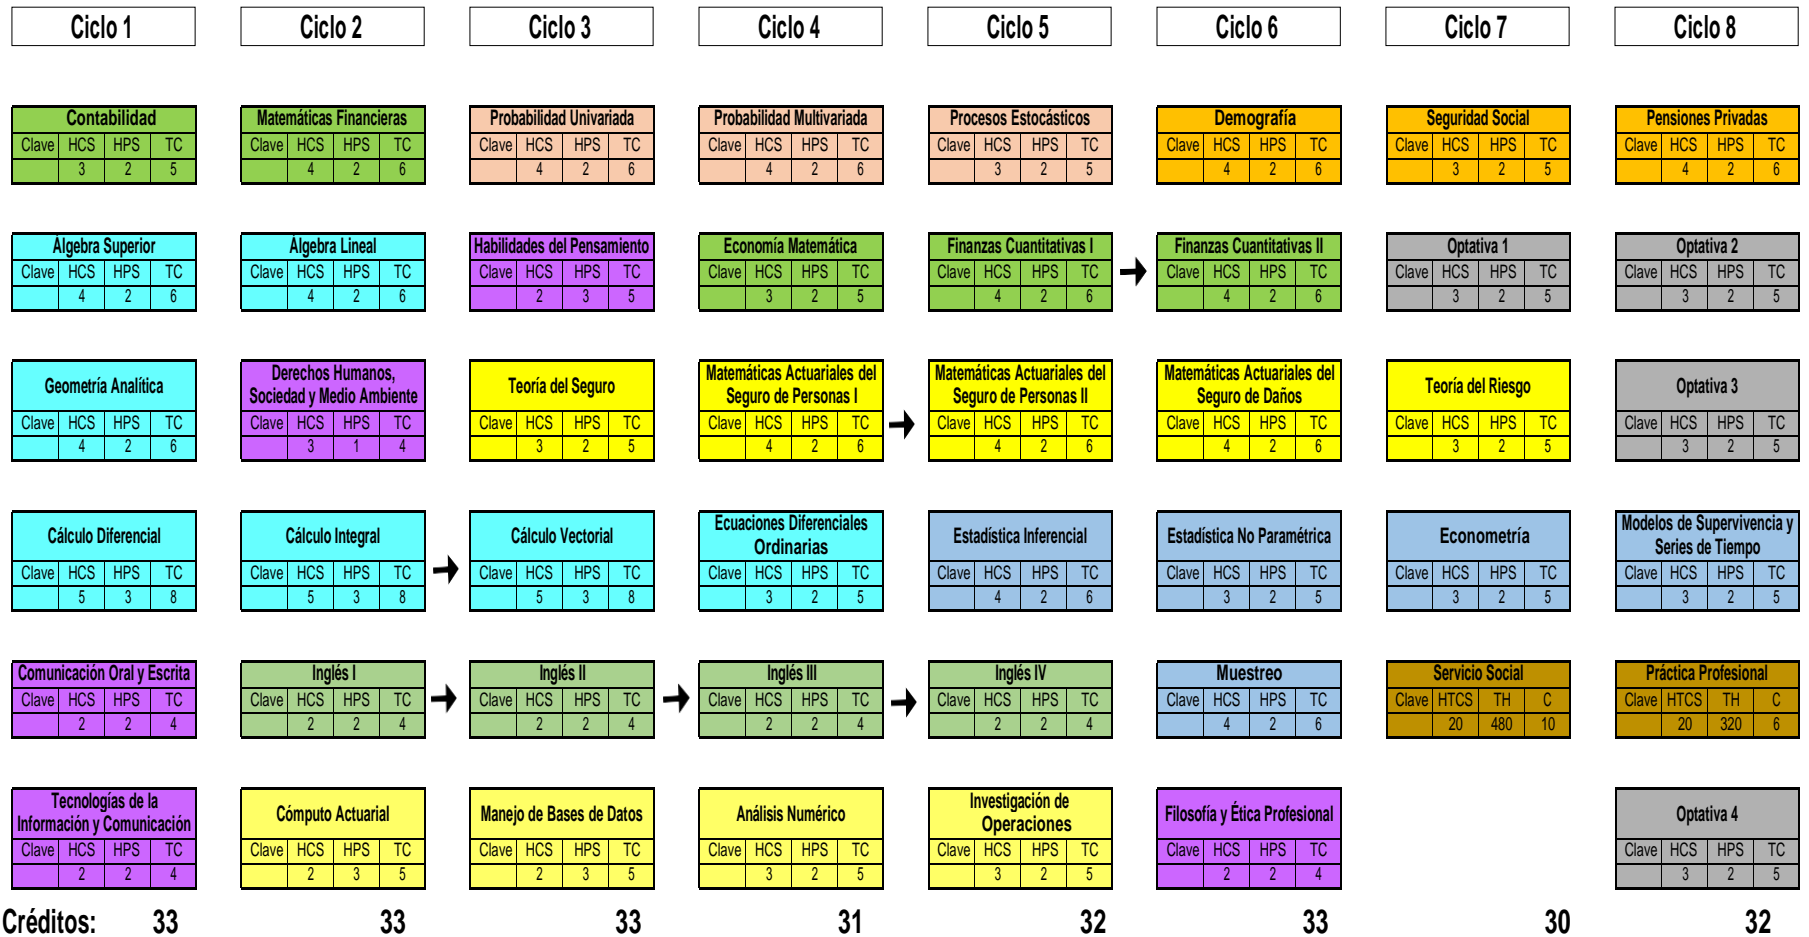 Ciclo 1 Ciclo 2 Ciclo 3 Ciclo 4 Ciclo 5 Ciclo 6 Ciclo 7 Ciclo 8
Contabilidad Matemáticas Financieras Probabilidad Univariada Probabilidad Multivariada Procesos Estocásticos Demografía Seguridad Social Pensiones Privadas
Clave HCS HPS TC Clave HCS HPS TC Clave HCS HPS TC Clave HCS HPS TC Clave HCS HPS TC Clave HCS HPS TC Clave HCS HPS TC Clave HCS HPS TC
3 2 5 4 2 6 4 2 6 4 2 6 3 2 5 4 2 6 3 2 5 4 2 6
Álgebra Superior Álgebra Lineal Habilidades del Pensamiento Economía Matemática Finanzas Cuantitativas I Finanzas Cuantitativas II Optativa 1 Optativa 2
Clave HCS HPS TC Clave HCS HPS TC Clave HCS HPS TC Clave HCS HPS TC Clave HCS HPS TC Clave HCS HPS TC Clave HCS HPS TC Clave HCS HPS TC
4 2 6 4 2 6 2 3 5 3 2 5 4 2 6 4 2 6 3 2 5 3 2 5
Geometría Analítica Derechos Humanos, Sociedad y Medio Ambiente Teoría del Seguro Matemáticas Actuariales del Seguro de Personas I Matemáticas Actuariales del Seguro de Personas II Matemáticas Actuariales del Seguro de Daños Teoría del Riesgo Optativa 3
Clave HCS HPS TC Clave HCS HPS TC Clave HCS HPS TC Clave HCS HPS TC Clave HCS HPS TC Clave HCS HPS TC Clave HCS HPS TC Clave HCS HPS TC
4 2 6 3 1 4 3 2 5 4 2 6 4 2 6 4 2 6 3 2 5 3 2 5
Cálculo Diferencial Cálculo Integral Cálculo Vectorial Ecuaciones Diferenciales Ordinarias Estadística Inferencial Estadística No Paramétrica Econometría Modelos de Supervivencia y Series de Tiempo
Clave HCS HPS TC Clave HCS HPS TC Clave HCS HPS TC Clave HCS HPS TC Clave HCS HPS TC Clave HCS HPS TC Clave HCS HPS TC Clave HCS HPS TC
5 3 8 5 3 8 5 3 8 3 2 5 4 2 6 3 2 5 3 2 5 3 2 5
Comunicación Oral y Escrita Inglés I Inglés II Inglés III Inglés IV Muestreo Servicio Social Práctica Profesional
Clave HCS HPS TC Clave HCS HPS TC Clave HCS HPS TC Clave HCS HPS TC Clave HCS HPS TC Clave HCS HPS TC Clave HTCS TH C Clave HTCS TH C
2 2 4 2 2 4 2 2 4 2 2 4 2 2 4 4 2 6 20 480 10 20 320 6
Tecnologías de la Información y Comunicación Cómputo Actuarial Manejo de Bases de Datos Análisis Numérico Investigación de Operaciones Filosofía y Ética Profesional Optativa 4
Clave HCS HPS TC Clave HCS HPS TC Clave HCS HPS TC Clave HCS HPS TC Clave HCS HPS TC Clave HCS HPS TC Clave HCS HPS TC
2 2 4 2 3 5 2 3 5 3 2 5 3 2 5 2 2 4 3 2 5
Créditos: 33 33 33 31 32 33 30 32